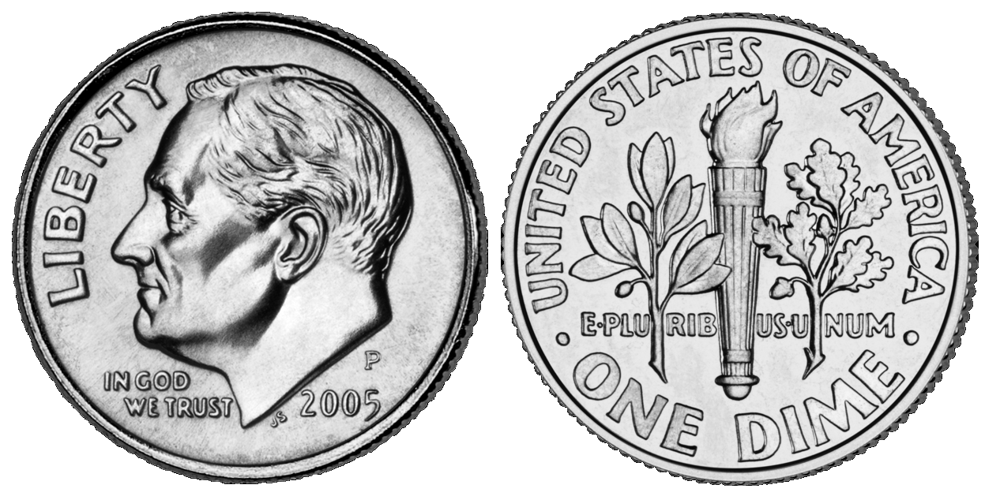 LIBERTY
IN GOD
WE TRUST
JS
2005
P
UNITED STATES OF AMERICA
E·PLURIBUS·UNUM
· ONE DIME ·